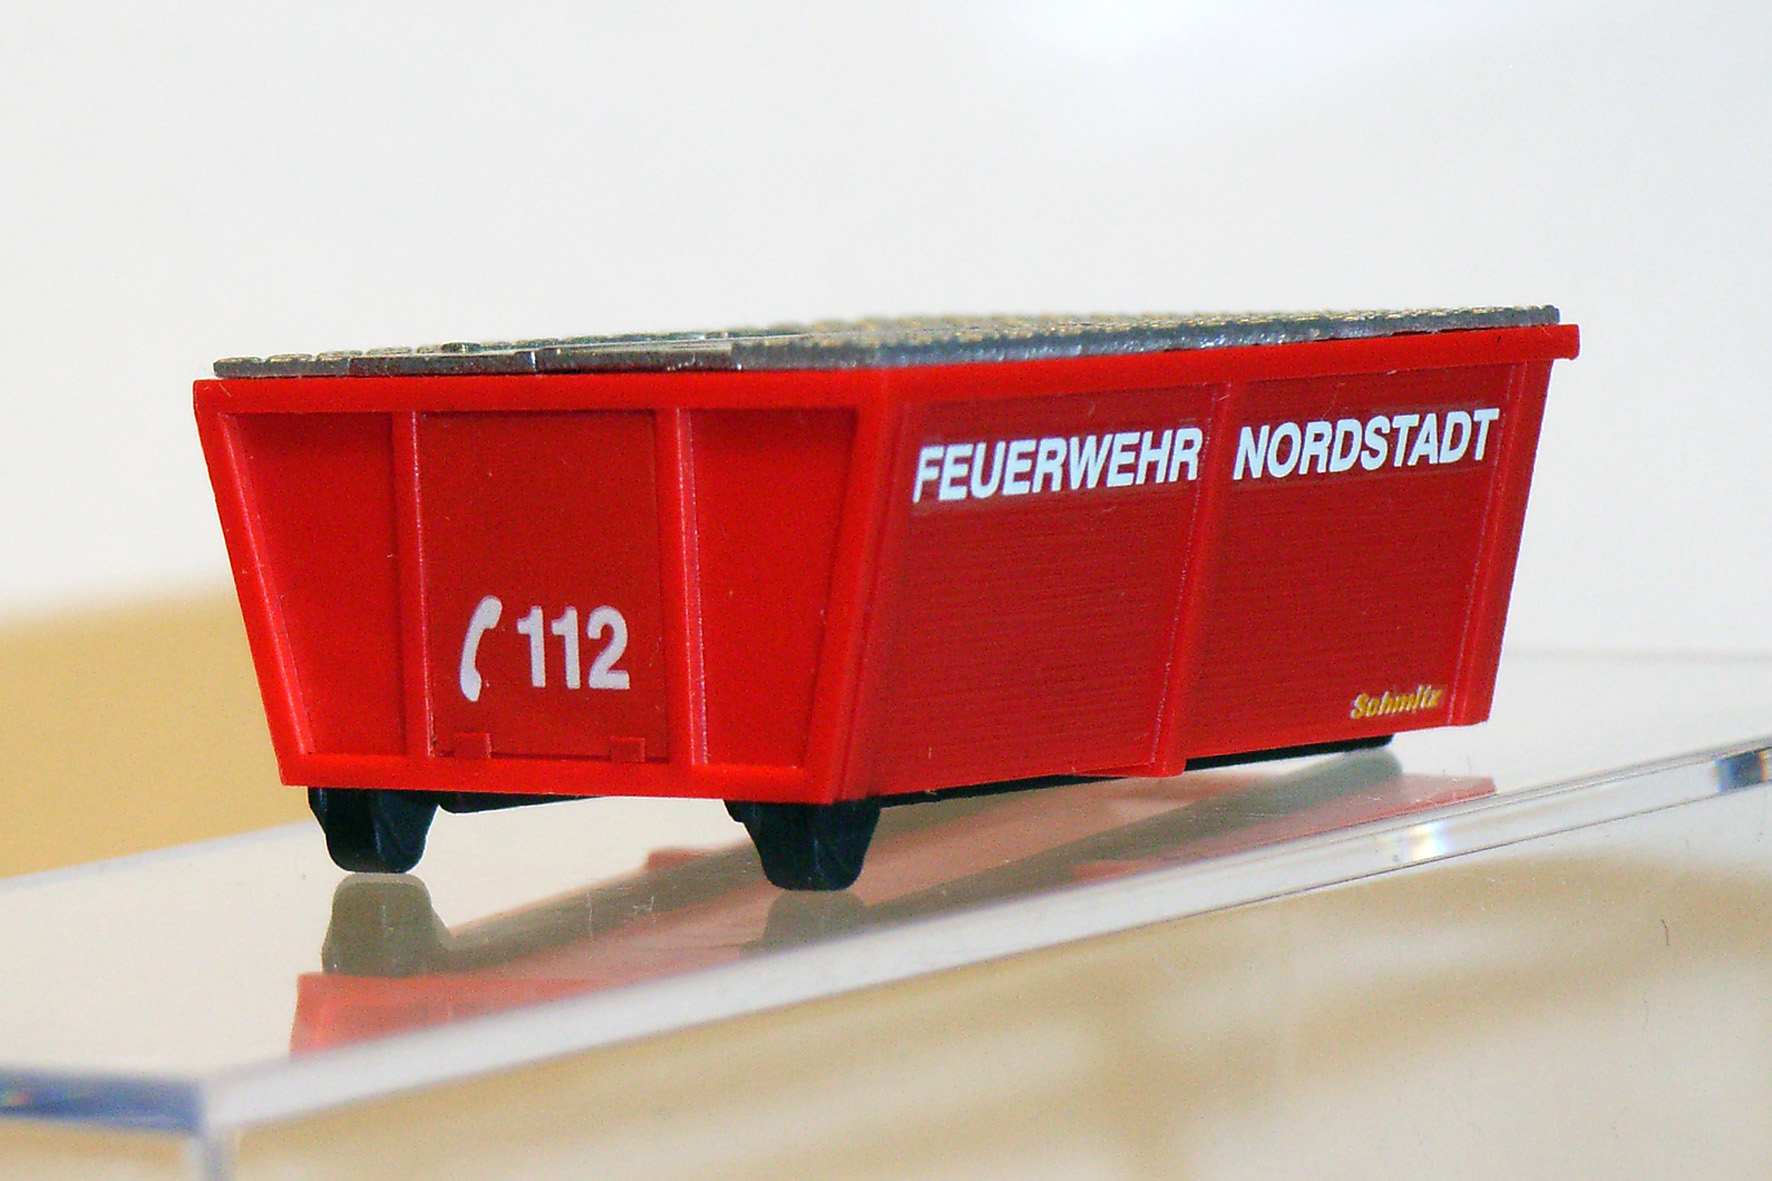 112
FEUERWEHR NORDSTADT
Schmitz